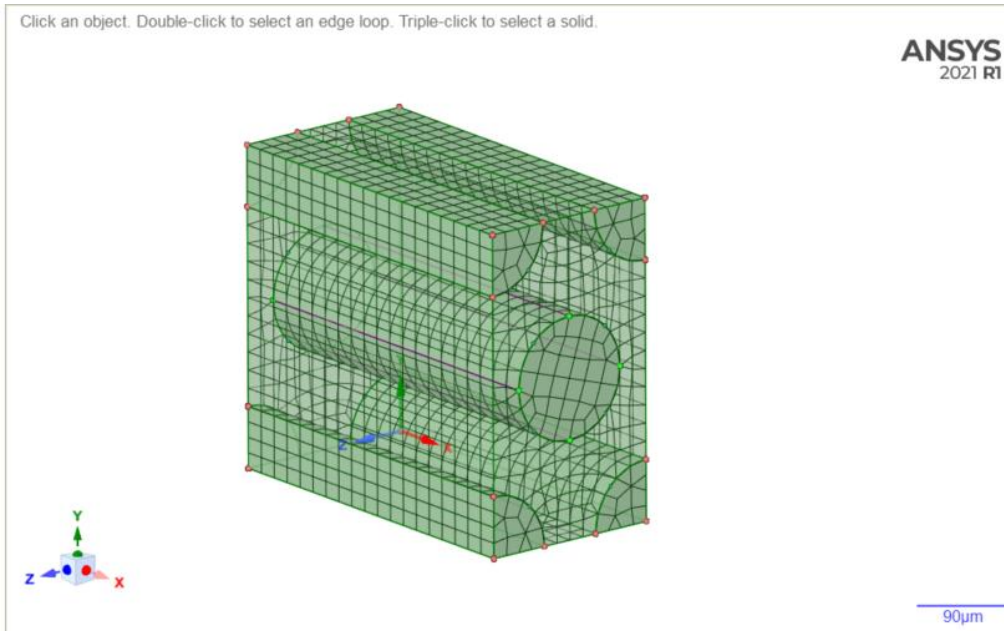 Click an object. Double-click to select an edge loop. Triple-click to select a solid.
ANSYS
2021 R1
Z
X
Y
Z
X
90μm